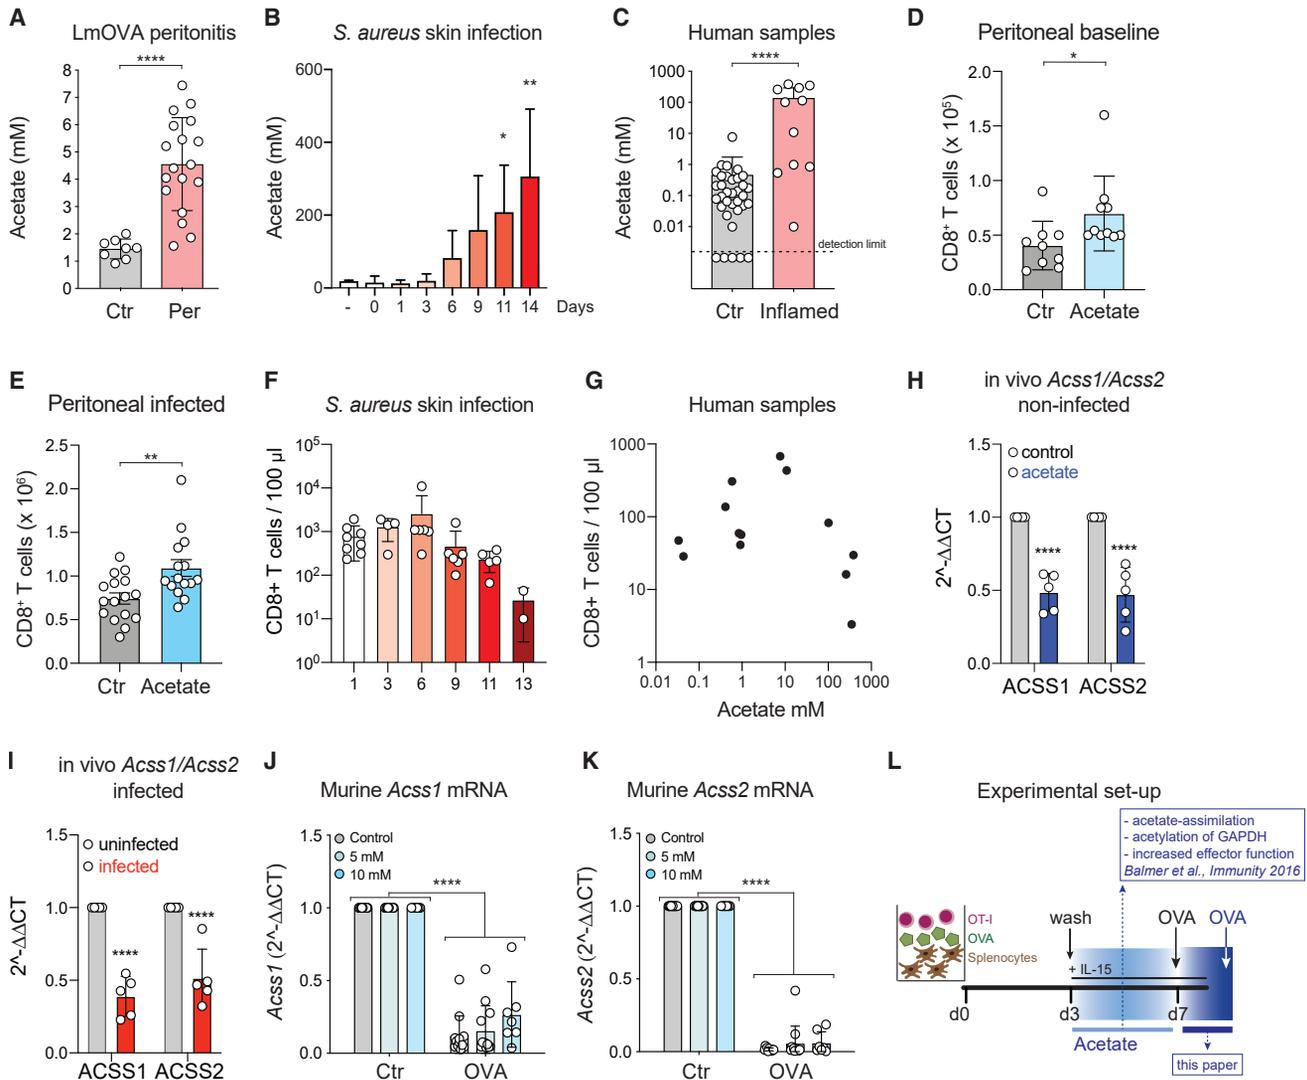 A
LmOVA peritonitis
****
Acetate (mM)
8
7
6
5
4
3
2
1
0
Ctr
Per
B
S. aureus skin infection
Acetate (mM)
600
400
200
0
*
**
-
0
1
3
6
9
11
14
Days
C
Human samples
****
Acetate (mM)
1000
100
10
1
0.1
0.01
detection limit
Ctr
Inflamed
D
Peritoneal baseline
*
CD8+ T cells (x 10⁵)
2.0
1.5
1.0
0.5
0.0
Ctr
Acetate
E
Peritoneal infected
**
CD8⁺ T cells (x 10⁶)
2.5
2.0
1.5
1.0
0.5
0.0
Ctr
Acetate
F
S. aureus skin infection
CD8+ T cells / 100 µl
10⁵
10⁴
10³
10²
10¹
10⁰
1
3
6
9
11
13
G
Human samples
CD8+ T cells / 100 µl
1000
100
10
1
0.01
0.1
1
10
100
1000
Acetate mM
H
in vivo Acss1/Acss2
non-infected
2^-ΔΔCT
1.5
1.0
0.5
0.0
control
acetate
****
****
ACSS1
ACSS2
I
in vivo Acss1/Acss2
infected
2^-ΔΔCT
1.5
1.0
0.5
0.0
uninfected
infected
****
****
ACSS1
ACSS2
J
Murine Acss1 mRNA
Acss1 (2^-ΔΔCT)
1.5
1.0
0.5
0.0
Control
5 mM
10 mM
****
Ctr
OVA
K
Murine Acss2 mRNA
Acss2 (2^-ΔΔCT)
1.5
1.0
0.5
0.0
Control
5 mM
10 mM
****
Ctr
OVA
L
Experimental set-up
- acetate-assimilation
- acetylation of GAPDH
- increased effector function
Balmer et al., Immunity 2016
OT-I
OVA
Splenocytes
wash
OVA
OVA
+ IL-15
d0
d3
d7
Acetate
this paper